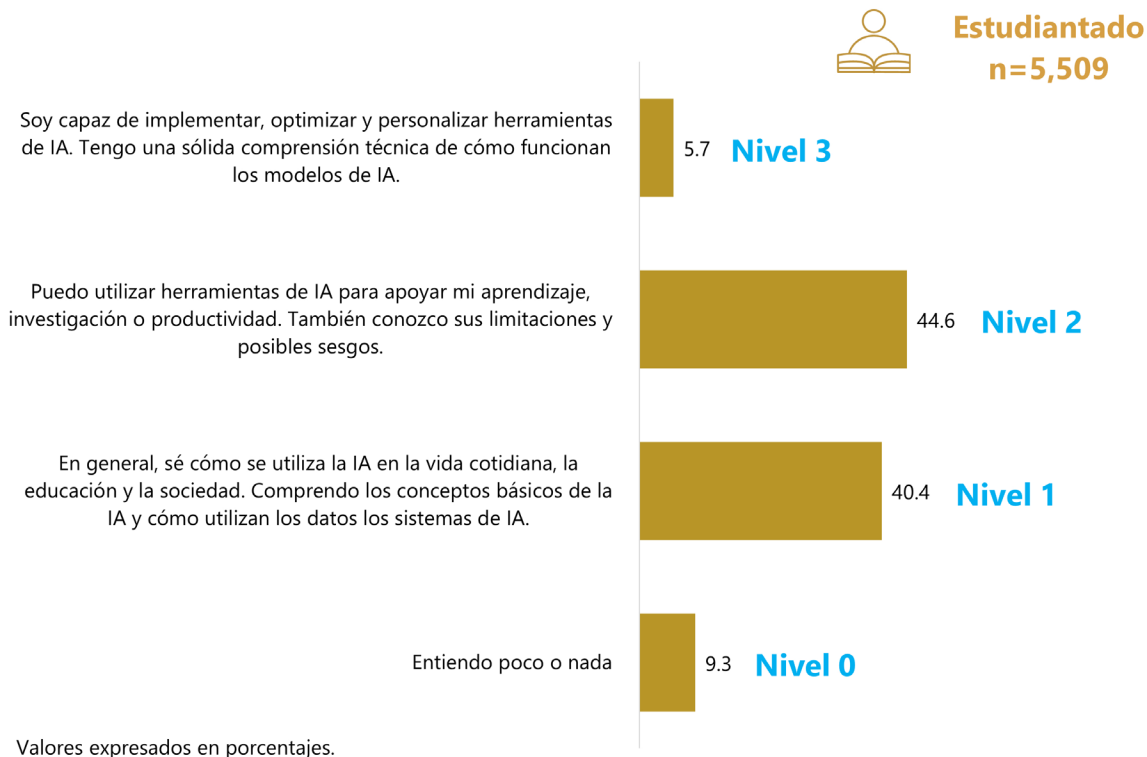 Estudiantado
n=5,509
Soy capaz de implementar, optimizar y personalizar herramientas
de IA. Tengo una sólida comprensión técnica de cómo funcionan
los modelos de IA.
5.7 Nivel 3
Puedo utilizar herramientas de IA para apoyar mi aprendizaje,
investigación o productividad. También conozco sus limitaciones y
posibles sesgos.
44.6 Nivel 2
En general, sé cómo se utiliza la IA en la vida cotidiana, la
educación y la sociedad. Comprendo los conceptos básicos de la
IA y cómo utilizan los datos los sistemas de IA.
40.4 Nivel 1
Entiendo poco o nada
9.3 Nivel 0
Valores expresados en porcentajes.